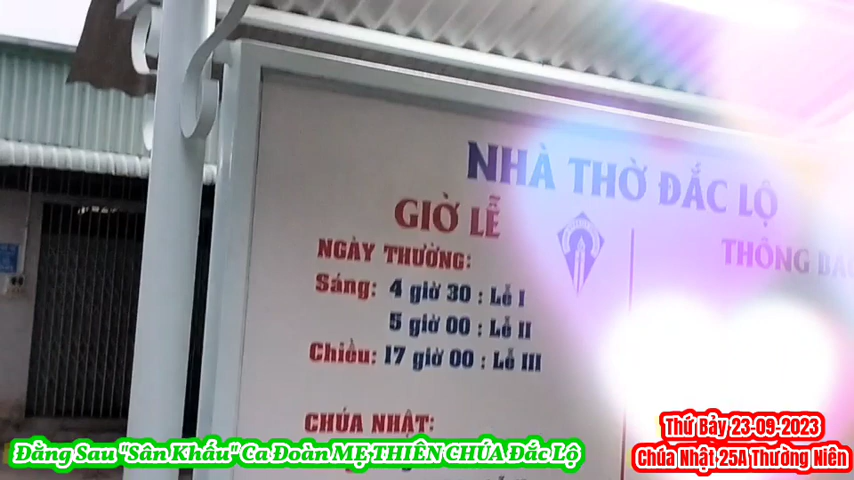 NHÀ THỜ ĐẮC LỘ
GIỜ LỄ
NGÀY THƯỜNG:
Sáng: 4 giờ 30 : Lễ I
5 giờ 00 : Lễ II
Chiều: 17 giờ 00 : Lễ III
CHÚA NHẬT:
THÔNG BÁO
Đằng Sau "Sân Khấu" Ca Đoàn MẸ THIÊN CHÚA Đắc Lộ
Thứ Bảy 23-09-2023
Chúa Nhật 25A Thường Niên